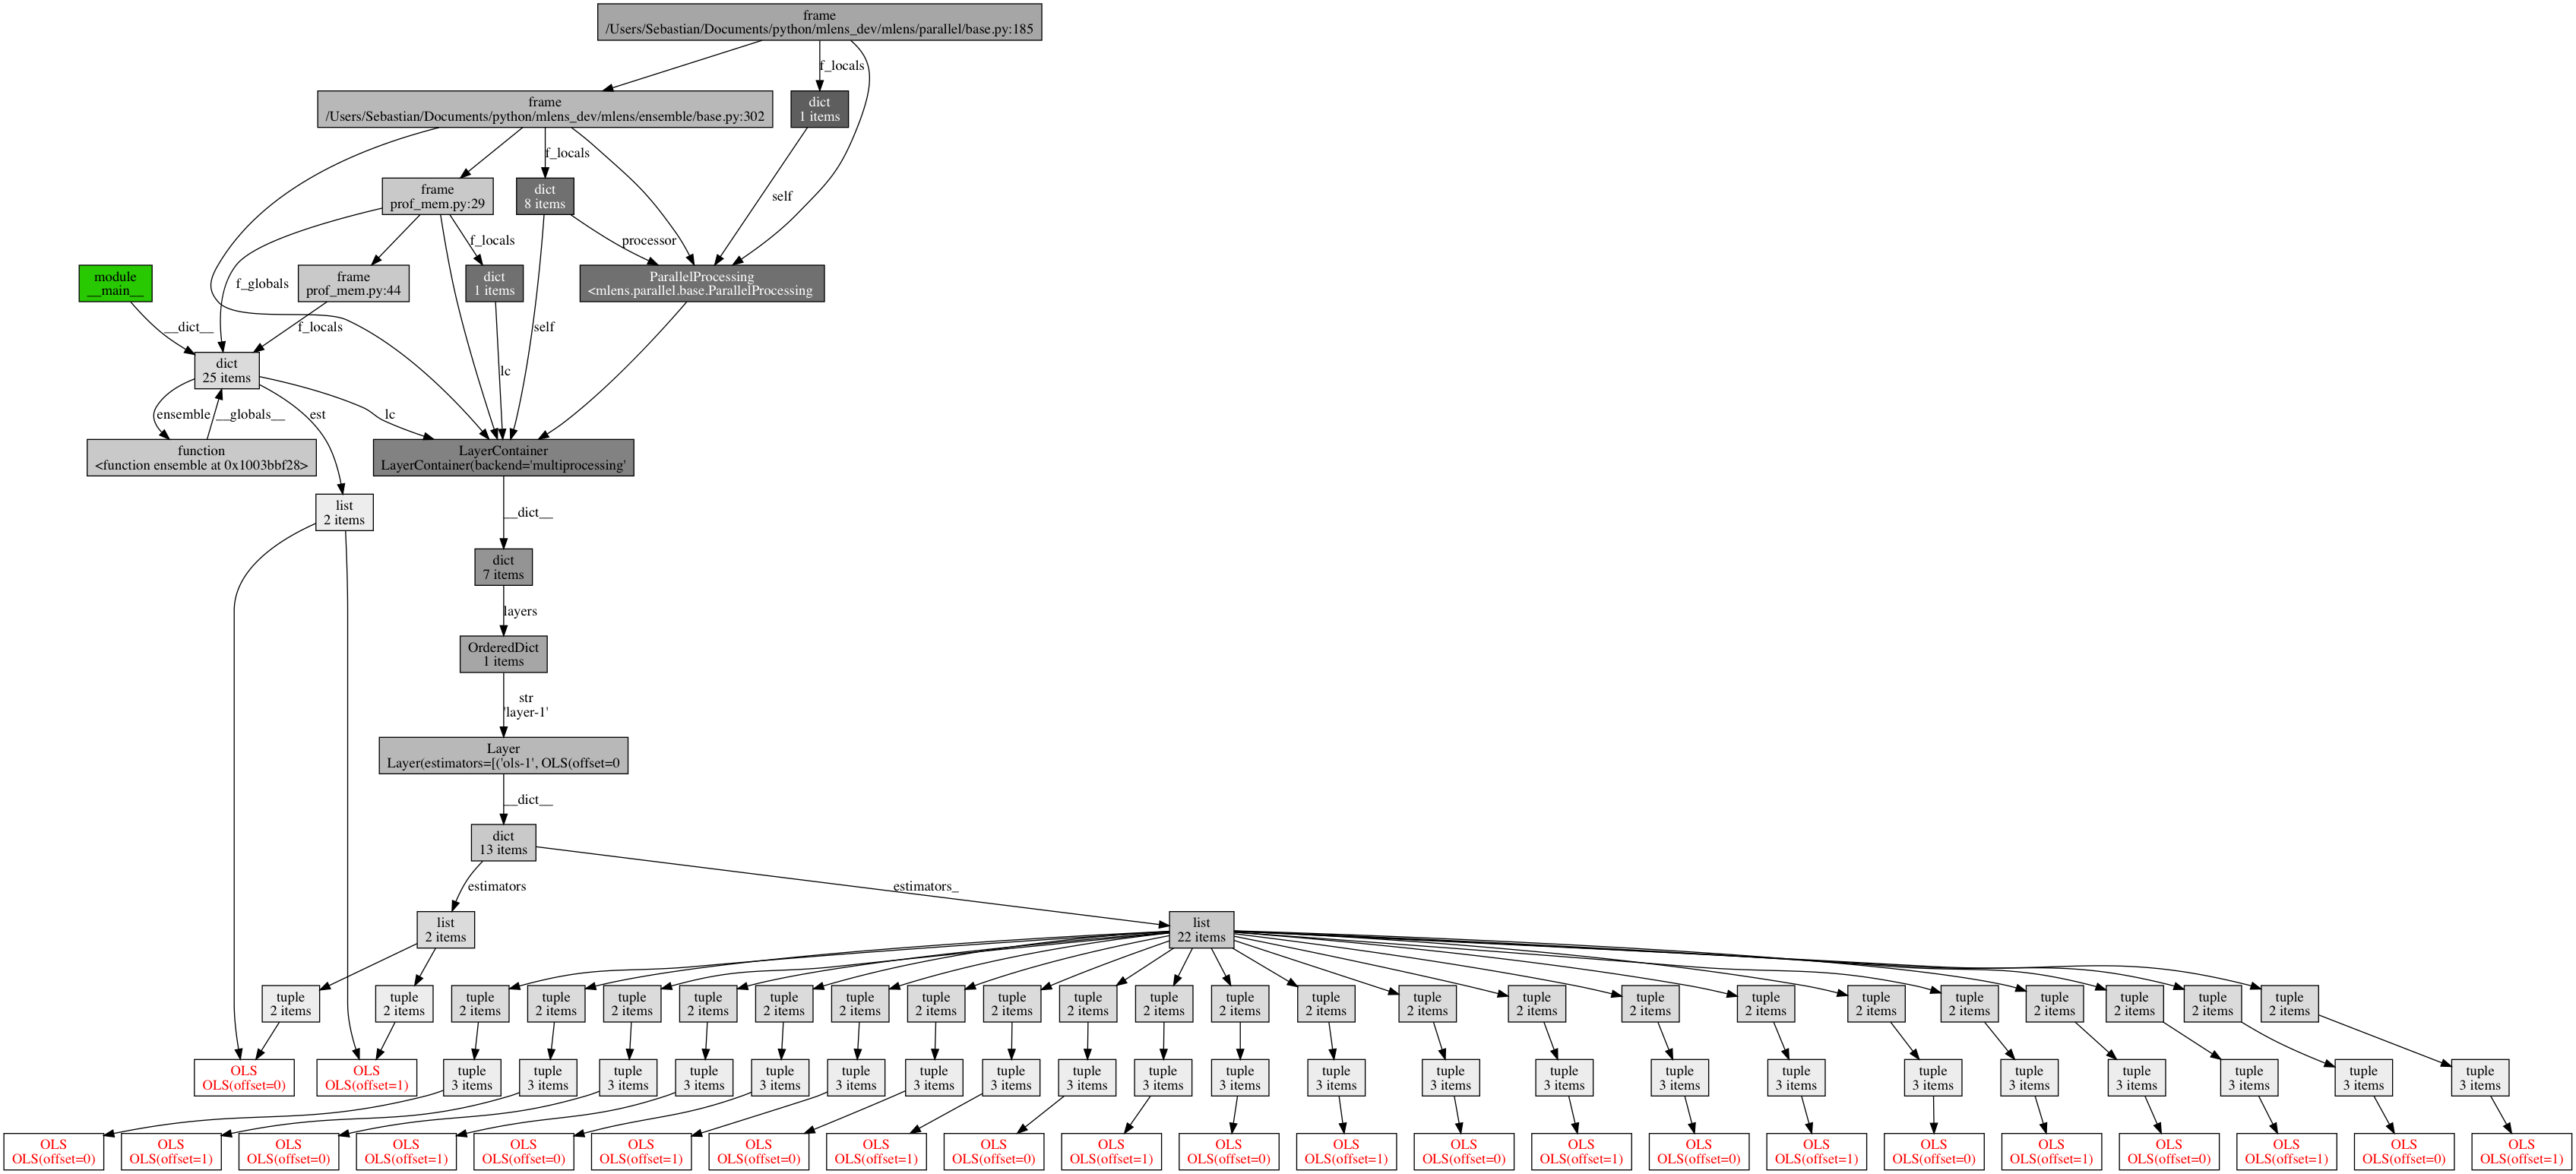 frame
/Users/Sebastian/Documents/python/mlens_dev/mlens/parallel/base.py:185
f_locals
frame
/Users/Sebastian/Documents/python/mlens_dev/mlens/ensemble/base.py:302
dict
1 items
f_locals
frame
prof_mem.py:29
dict
8 items
self
f_globals
f_locals
processor
module
__main__
frame
prof_mem.py:44
dict
1 items
ParallelProcessing
<mlens.parallel.base.ParallelProcessing
__dict__
f_locals
self
dict
25 items
lc
ensemble
__globals__
est
lc
function
<function ensemble at 0x1003bbf28>
LayerContainer
LayerContainer(backend='multiprocessing'
list
2 items
__dict__
dict
7 items
layers
OrderedDict
1 items
str
'layer-1'
Layer
Layer(estimators=[('ols-1', OLS(offset=0
__dict__
dict
13 items
estimators
estimators_
list
2 items
list
22 items
tuple
2 items
tuple
2 items
tuple
2 items
tuple
2 items
tuple
2 items
tuple
2 items
tuple
2 items
tuple
2 items
tuple
2 items
tuple
2 items
tuple
2 items
tuple
2 items
tuple
2 items
tuple
2 items
tuple
2 items
tuple
2 items
tuple
2 items
tuple
2 items
tuple
2 items
tuple
2 items
tuple
2 items
tuple
2 items
tuple
2 items
tuple
2 items
OLS
OLS(offset=0)
OLS
OLS(offset=1)
tuple
3 items
tuple
3 items
tuple
3 items
tuple
3 items
tuple
3 items
tuple
3 items
tuple
3 items
tuple
3 items
tuple
3 items
tuple
3 items
tuple
3 items
tuple
3 items
tuple
3 items
tuple
3 items
tuple
3 items
tuple
3 items
tuple
3 items
tuple
3 items
tuple
3 items
tuple
3 items
tuple
3 items
tuple
3 items
OLS
OLS(offset=0)
OLS
OLS(offset=1)
OLS
OLS(offset=0)
OLS
OLS(offset=1)
OLS
OLS(offset=0)
OLS
OLS(offset=1)
OLS
OLS(offset=0)
OLS
OLS(offset=1)
OLS
OLS(offset=0)
OLS
OLS(offset=1)
OLS
OLS(offset=0)
OLS
OLS(offset=1)
OLS
OLS(offset=0)
OLS
OLS(offset=1)
OLS
OLS(offset=0)
OLS
OLS(offset=1)
OLS
OLS(offset=0)
OLS
OLS(offset=1)
OLS
OLS(offset=0)
OLS
OLS(offset=1)
OLS
OLS(offset=0)
OLS
OLS(offset=1)